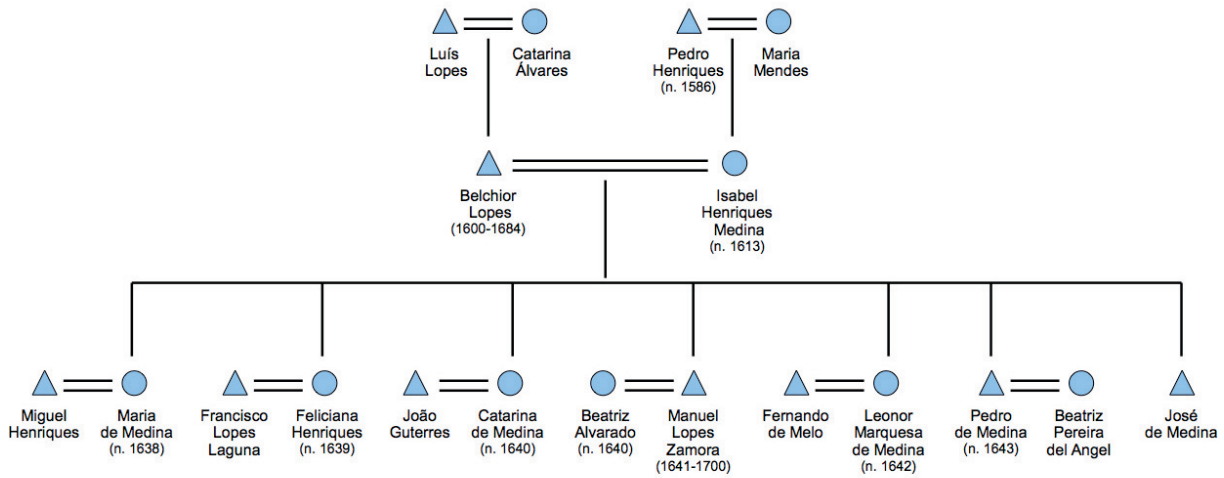 Luís
Lopes
Catarina
Álvares
Pedro
Henriques
(n. 1586)
Maria
Mendes
Belchior
Lopes
(1600-1684)
Isabel
Henriques
Medina
(n. 1613)
Miguel
Henriques
Maria
de Medina
(n. 1638)
Francisco
Lopes
Laguna
Feliciana
Henriques
(n. 1639)
João
Guterres
Catarina
de Medina
(n. 1640)
Beatriz
Alvarado
(n. 1640)
Manuel
Lopes
Zamora
(1641-1700)
Fernando
de Melo
Leonor
Marquesa
de Medina
(n. 1642)
Pedro
de Medina
(n. 1643)
Beatriz
Pereira
del Angel
José
de Medina